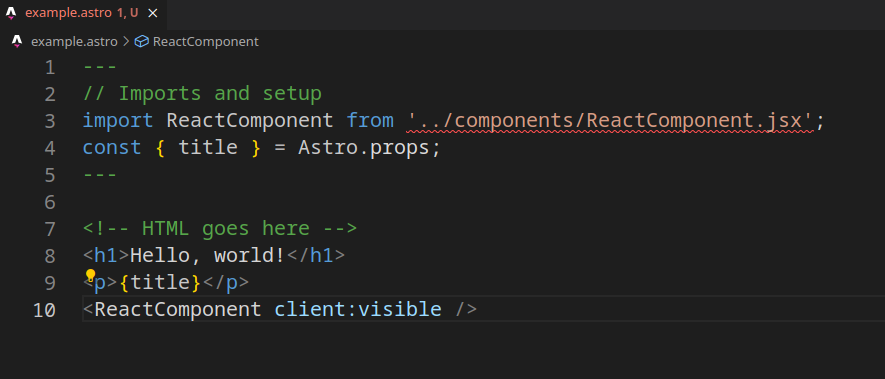 example.astro 1, U
example.astro > ReactComponent
1 ---
2 // Imports and setup
3 import ReactComponent from '../components/ReactComponent.jsx';
4 const { title } = Astro.props;
5 ---
6
7 <!-- HTML goes here -->
8 <h1>Hello, world!</h1>
9 <p>{title}</p>
10 <ReactComponent client:visible />